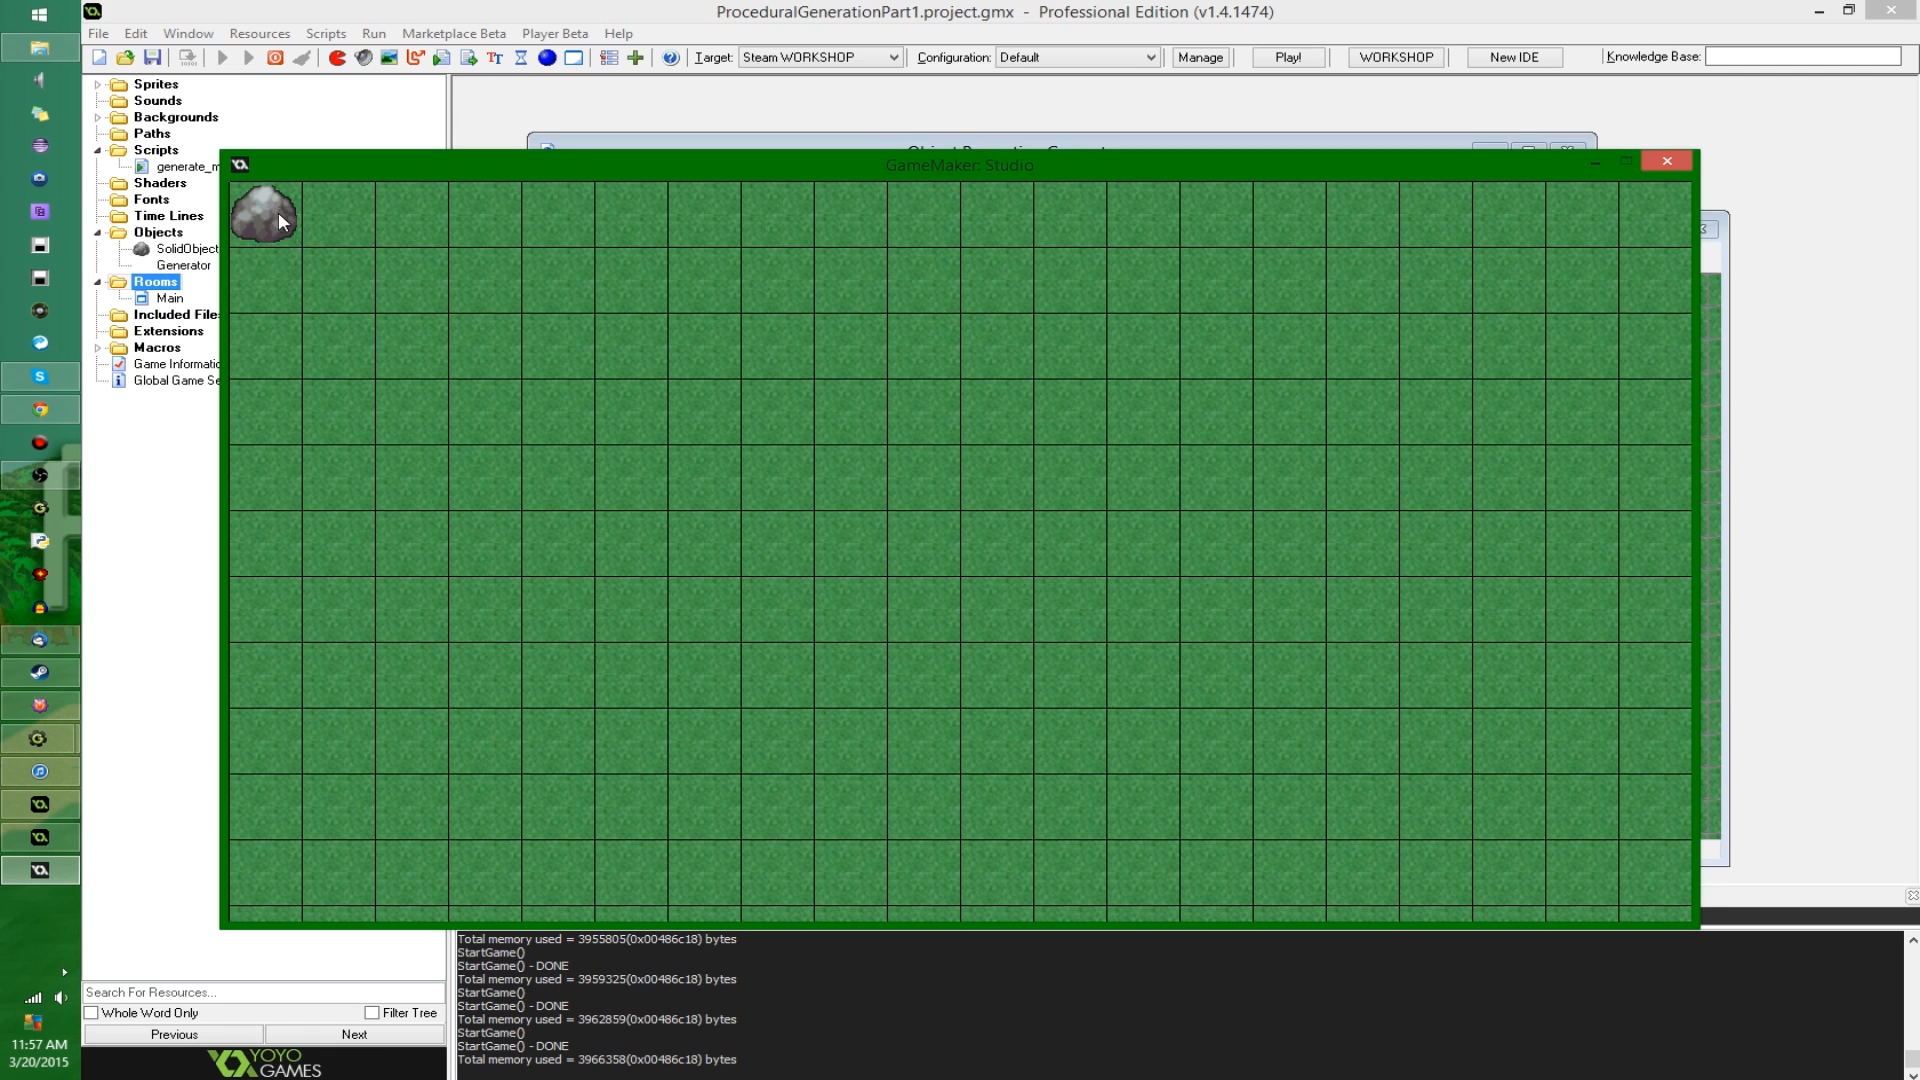 ProceduralGenerationPart1.project.gmx - Professional Edition (v1.4.1474)
File Edit Window Resources Scripts Run Marketplace Beta Player Beta Help
Target: Steam WORKSHOP Configuration: Default Manage Play! WORKSHOP New IDE Knowledge Base:
Sprites
Sounds
Backgrounds
Paths
Scripts
generate_m
Shaders
Fonts
Time Lines
Objects
SolidObject
Generator
Rooms
Main
Included File
Extensions
Macros
Game Informatio
Global Game Se
GameMaker: Studio
Search For Resources...
Whole Word Only Filter Tree
Previous Next
YOYO
GAMES
11:57 AM
3/20/2015
Total memory used = 3955805(0x00486c18) bytes
StartGame()
StartGame() - DONE
Total memory used = 3959325(0x00486c18) bytes
StartGame()
StartGame() - DONE
Total memory used = 3962859(0x00486c18) bytes
StartGame()
StartGame() - DONE
Total memory used = 3966358(0x00486c18) bytes